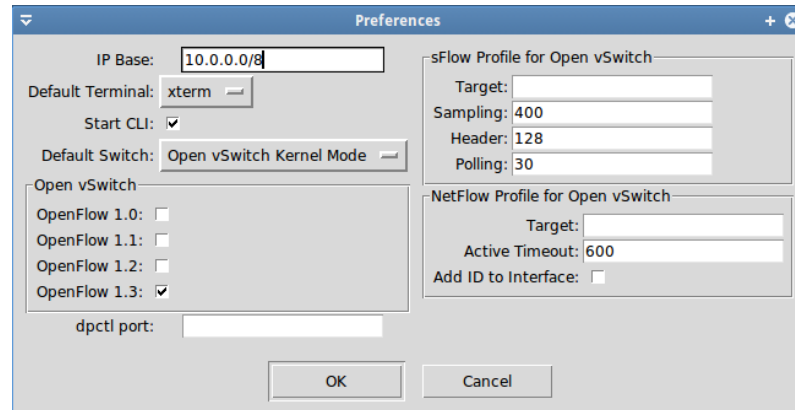 Preferences
IP Base: 10.0.0.0/8
Default Terminal: xterm
Start CLI:
Default Switch: Open vSwitch Kernel Mode
Open vSwitch
OpenFlow 1.0:
OpenFlow 1.1:
OpenFlow 1.2:
OpenFlow 1.3:
dpctl port:
sFlow Profile for Open vSwitch
Target:
Sampling: 400
Header: 128
Polling: 30
NetFlow Profile for Open vSwitch
Target:
Active Timeout: 600
Add ID to Interface:
OK
Cancel